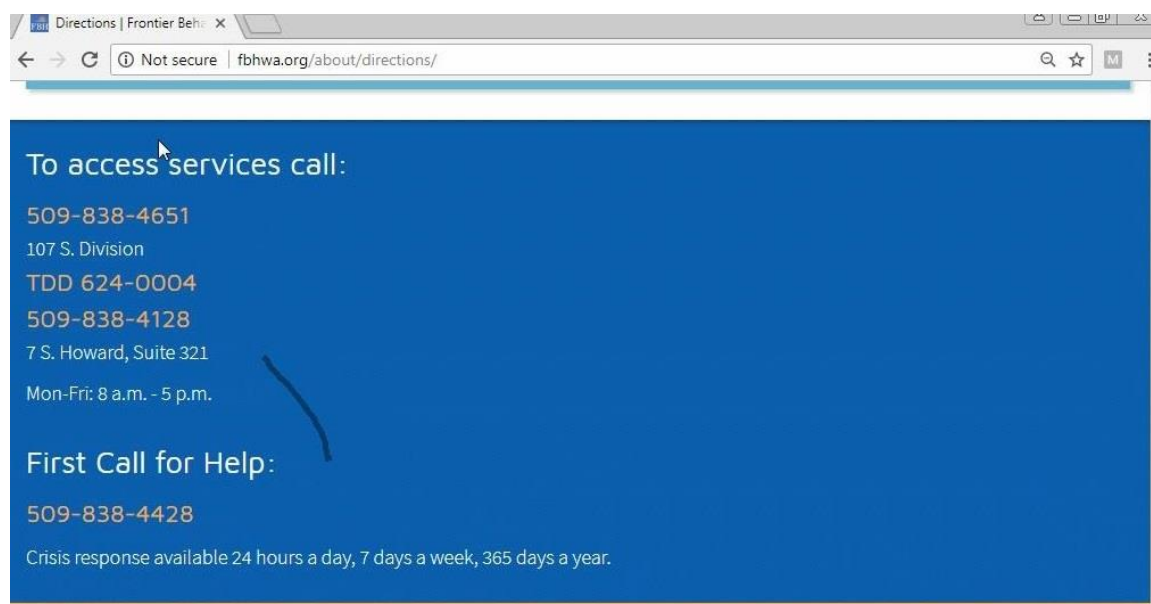 FBH Directions | Frontier Beh
Not secure | fbhwa.org/about/directions/
M
To access services call:
509-838-4651
107 S. Division
TDD 624-0004
509-838-4128
7 S. Howard, Suite 321
Mon-Fri: 8 a.m. - 5 p.m.
First Call for Help:
509-838-4428
Crisis response available 24 hours a day, 7 days a week, 365 days a year.